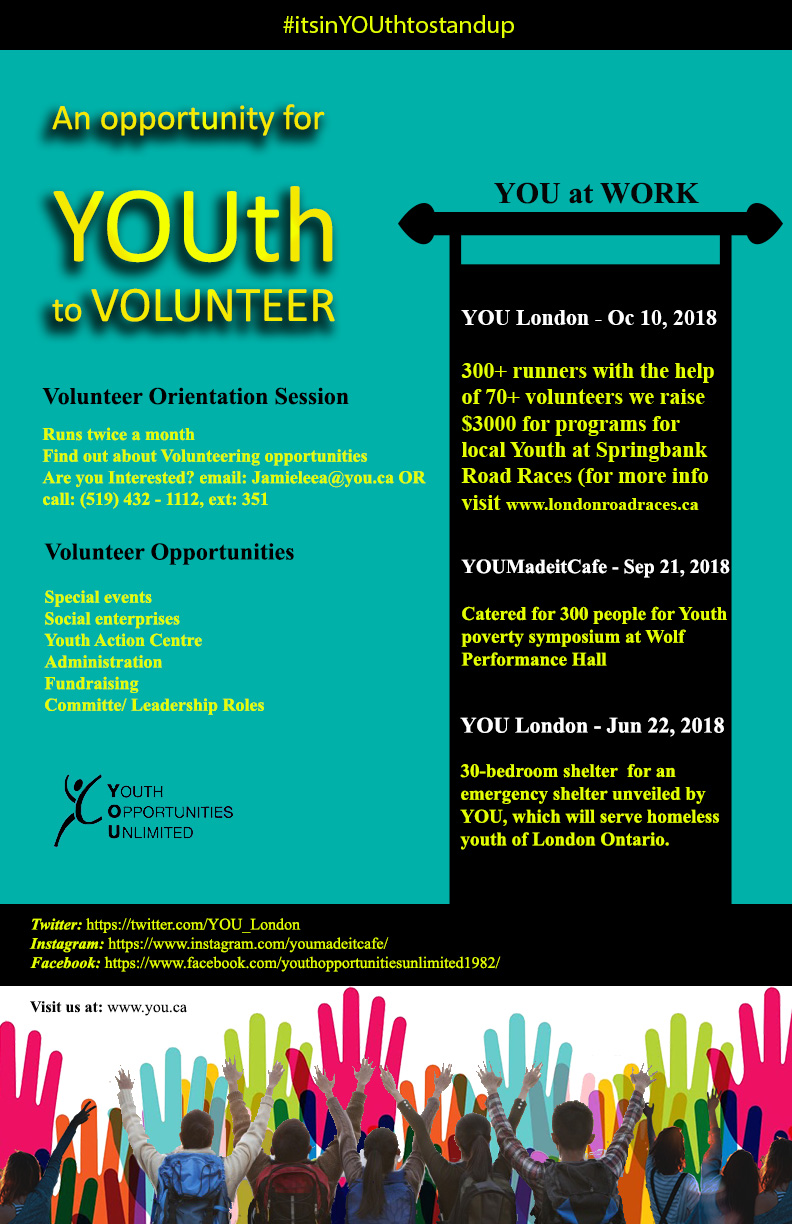 #itsinYOUthtostandup
An opportunity for
YOUth
to VOLUNTEER
Volunteer Orientation Session
Runs twice a month
Find out about Volunteering opportunities
Are you Interested? email: Jamieleea@you.ca OR
call: (519) 432 - 1112, ext: 351
Volunteer Opportunities
Special events
Social enterprises
Youth Action Centre
Administration
Fundraising
Committe/ Leadership Roles
YOUTH
OPPORTUNITIES
UNLIMITED
YOU at WORK
YOU London - Oc 10, 2018
300+ runners with the help
of 70+ volunteers we raise
$3000 for programs for
local Youth at Springbank
Road Races (for more info
visit www.londonroadraces.ca
YOUMadeitCafe - Sep 21, 2018
Catered for 300 people for Youth
poverty symposium at Wolf
Performance Hall
YOU London - Jun 22, 2018
30-bedroom shelter  for an
emergency shelter unveiled by
YOU, which will serve homeless
youth of London Ontario.
Twitter: https://twitter.com/YOU_London
Instagram: https://www.instagram.com/youmadeitcafe/
Facebook: https://www.facebook.com/youthopportunitiesunlimited1982/
Visit us at: www.you.ca